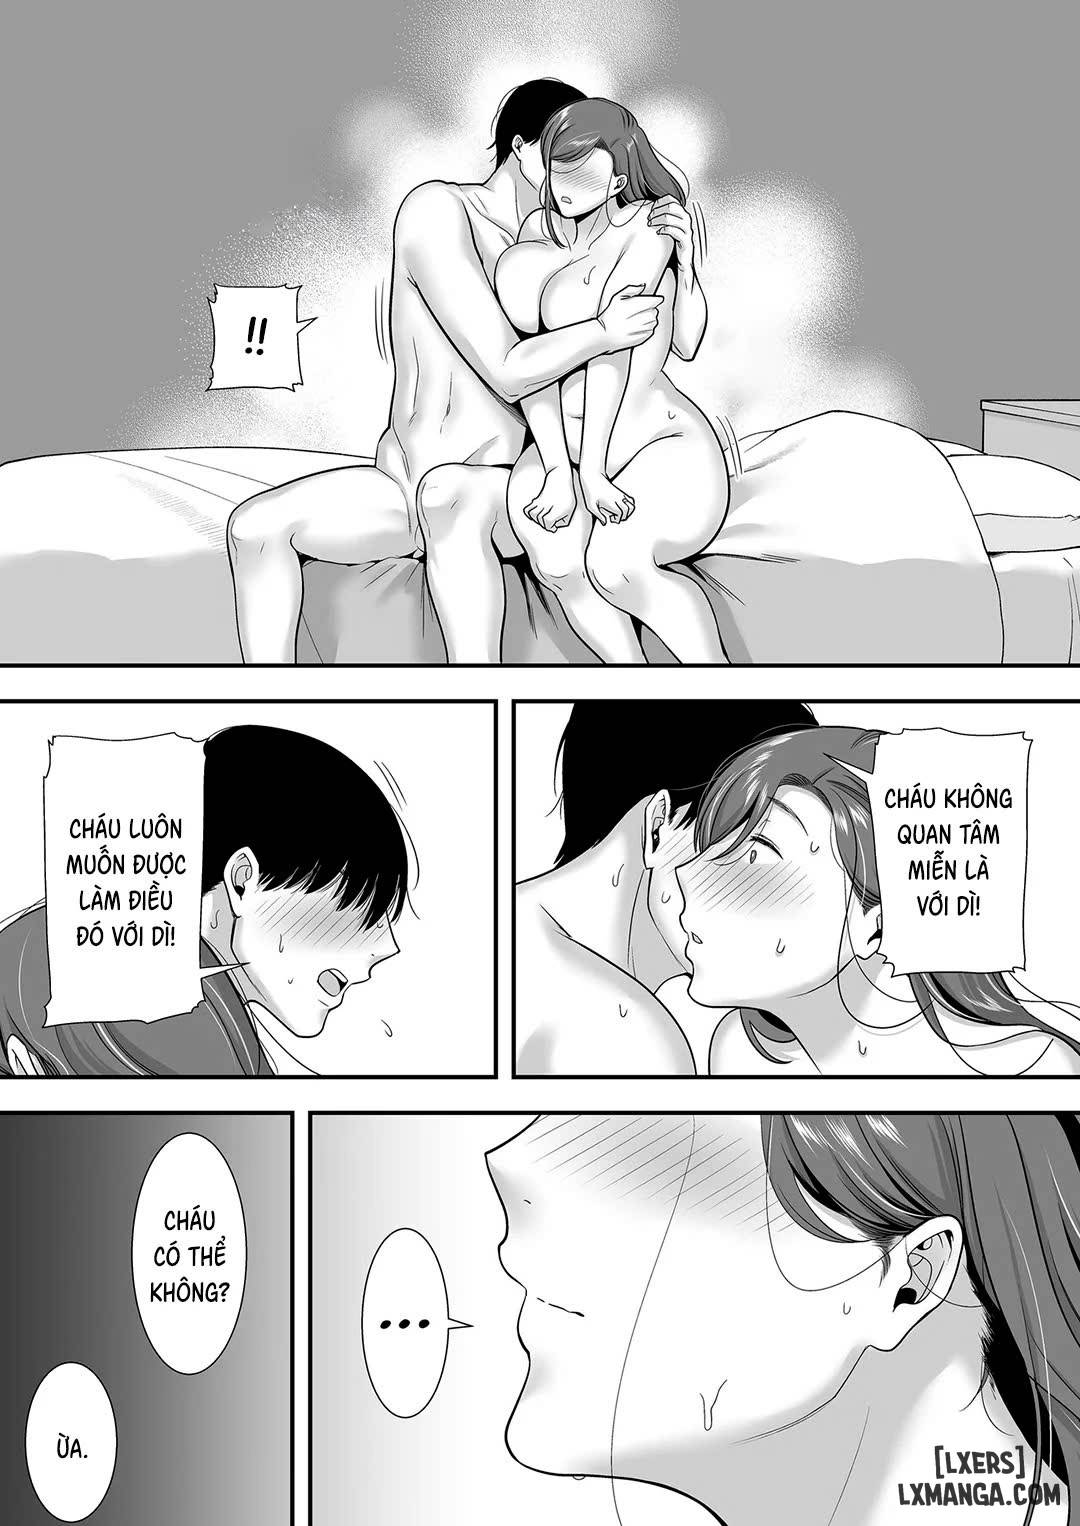 !!
CHÁU KHÔNG
QUAN TÂM
MIỄN LÀ
VỚI DÌ!
CHÁU LUÔN
MUỐN ĐƯỢC
LÀM ĐIỀU
ĐÓ VỚI DÌ!
...
CHÁU
CÓ THỂ
KHÔNG?
ỪA.
[LXERS]
LXMANGA.COM